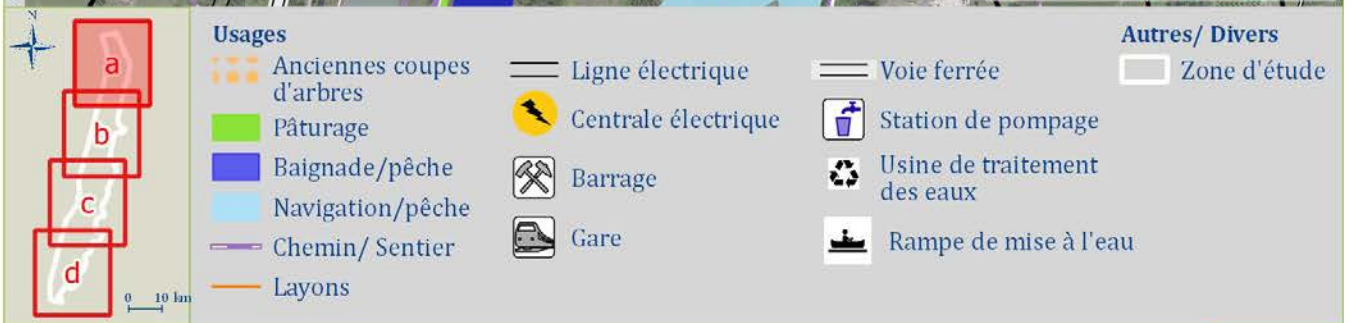 N
a
b
c
d
0 10 km
Usages
Anciennes coupes
d'arbres
Pâturage
Baignade/pêche
Navigation/pêche
Chemin/ Sentier
Layons
Ligne électrique
Centrale électrique
Barrage
Gare
Voie ferrée
Station de pompage
Usine de traitement
des eaux
Rampe de mise à l'eau
Autres/ Divers
Zone d'étude